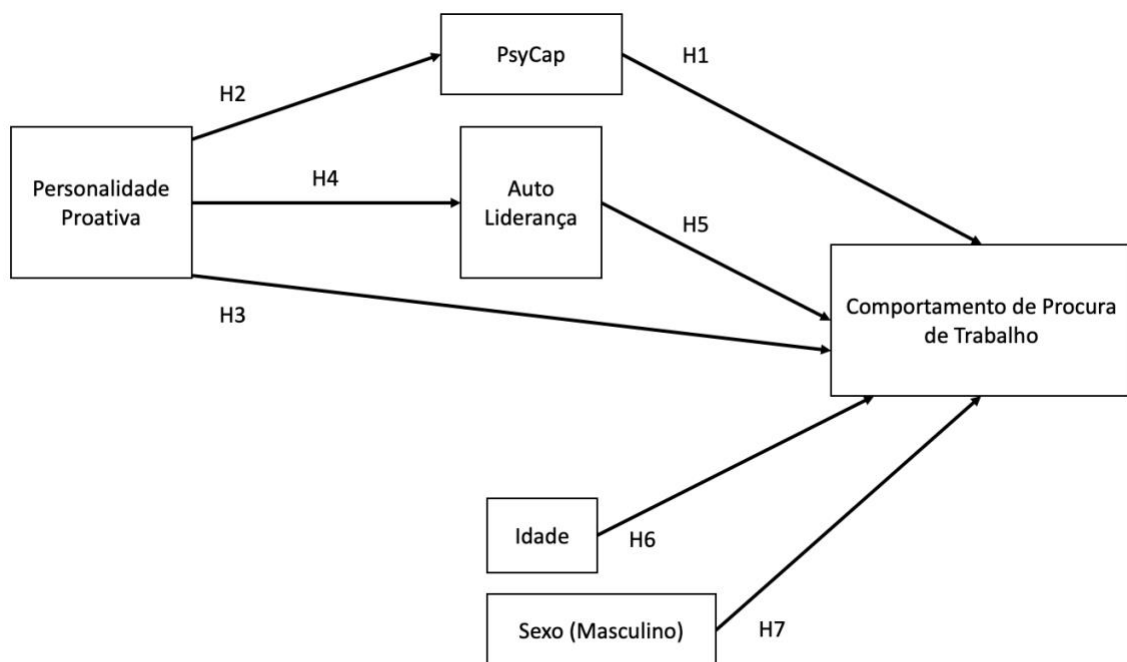 PsyCap
H1
H2
Personalidade
Proativa
H4
Auto
Liderança
H5
H3
Comportamento de Procura
de Trabalho
Idade
H6
Sexo (Masculino)
H7